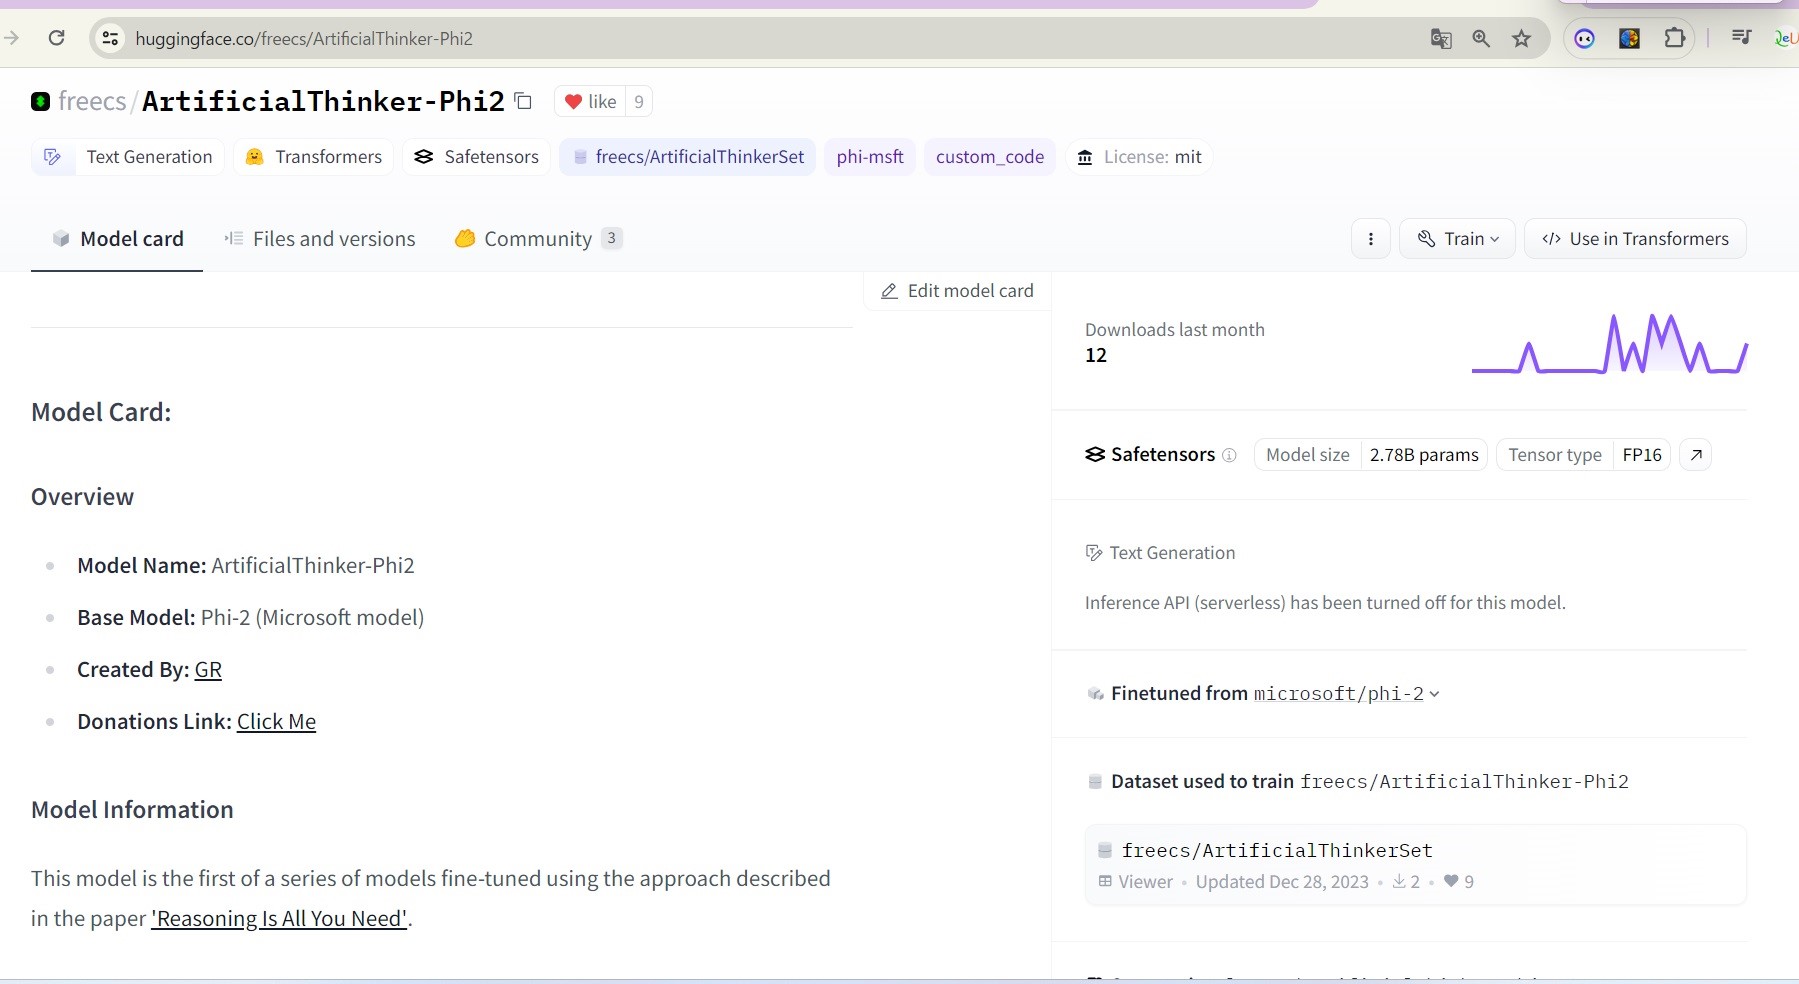 huggingface.co/freecs/ArtificialThinker-Phi2
freecs/ArtificialThinker-Phi2
like 9
Text Generation
Transformers
Safetensors
freecs/ArtificialThinkerSet
phi-msft
custom_code
License: mit
Model card
Files and versions
Community 3
Train
Use in Transformers
Edit model card
Model Card:
Overview
Model Name: ArtificialThinker-Phi2
Base Model: Phi-2 (Microsoft model)
Created By: GR
Donations Link: Click Me
Model Information
This model is the first of a series of models fine-tuned using the approach described
in the paper 'Reasoning Is All You Need'.
Downloads last month
12
Safetensors
Model size 2.78B params
Tensor type FP16
Text Generation
Inference API (serverless) has been turned off for this model.
Finetuned from microsoft/phi-2
Dataset used to train freecs/ArtificialThinker-Phi2
freecs/ArtificialThinkerSet
Viewer • Updated Dec 28, 2023 • 2 • 9